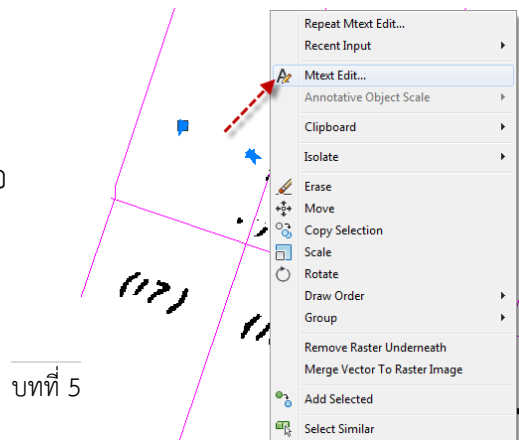 Repeat Mtext Edit...
Recent Input
Mtext Edit...
Annotative Object Scale
Clipboard
Isolate
Erase
Move
Copy Selection
Scale
Rotate
Draw Order
Group
Remove Raster Underneath
Merge Vector To Raster Image
Add Selected
Select Similar
(17)
บทที่ 5